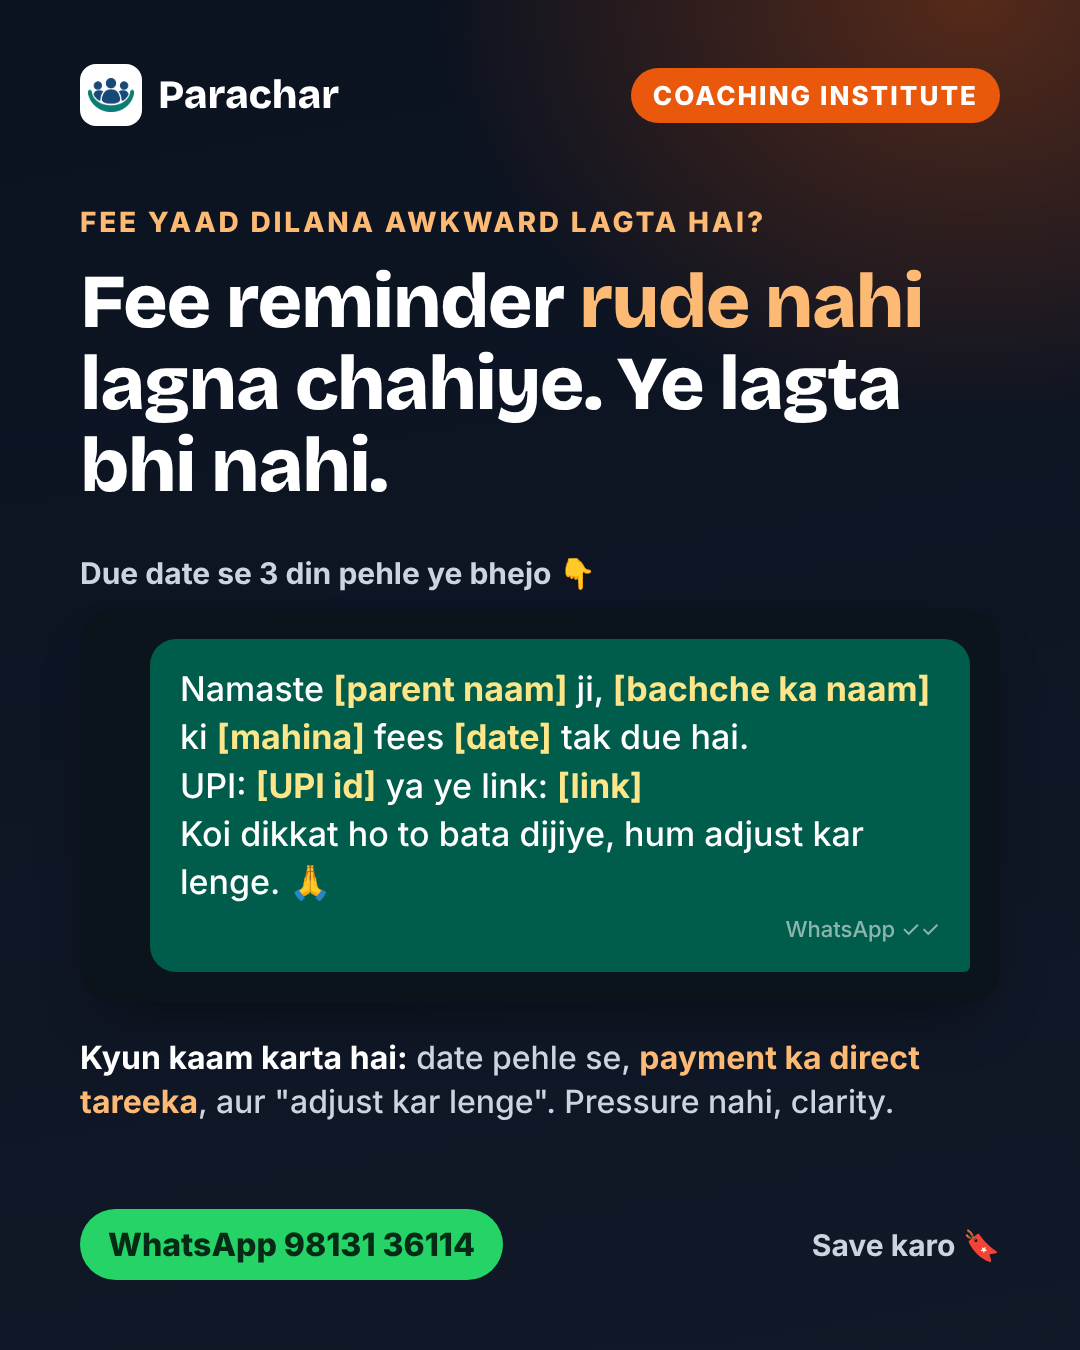 Parachar
COACHING INSTITUTE
FEE YAAD DILANA AWKWARD LAGTA HAI?
Fee reminder rude nahi
lagna chahiye. Ye lagta
bhi nahi.
Due date se 3 din pehle ye bhejo 👇
Namaste [parent naam] ji, [bachche ka naam]
ki [mahina] fees [date] tak due hai.
UPI: [UPI id] ya ye link: [link]
Koi dikkat ho to bata dijiye, hum adjust kar
lenge. 🙏
WhatsApp ✓✓
Kyun kaam karta hai: date pehle se, payment ka direct
tareeka, aur "adjust kar lenge". Pressure nahi, clarity.
WhatsApp 98131 36114
Save karo 🔖